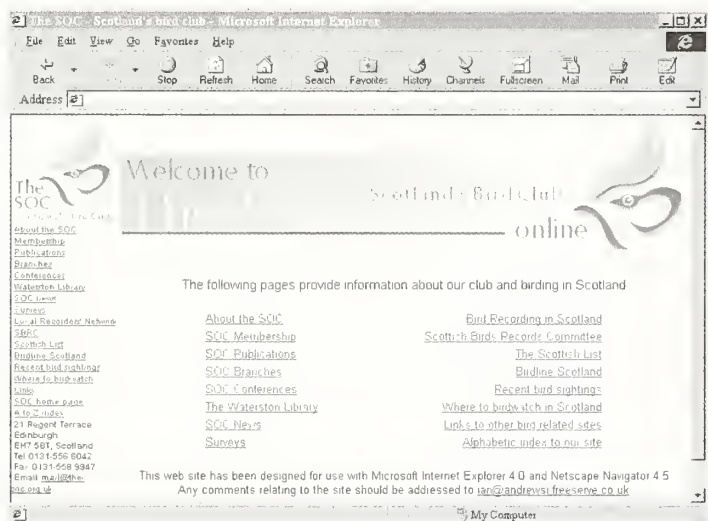 The SOC - Scotland's bird club - Microsoft Internet Explorer
File Edit View Go Favorites Help
Back Stop Refresh Home Search Favorites History Channels Fullscreen Mail Print Edit
Address
The
SOC
About the SOC
Membership
Publications
Branches
Conferences
Waterston Library
SOC News
Surveys
Local Recorders' Network
SBRC
Scottish List
Birdline Scotland
Recent bird sightings
Where to birdwatch
Links
SOC home page
A to Z index
21 Regent Terrace
Edinburgh
EH7 5BT, Scotland
Tel 0131-556 6042
Fax 0131-558 9947
Email mail@the-
soc.org.uk
Welcome to
Scotland's Bird Club
online
The following pages provide information about our club and birding in Scotland
About the SOC
SOC Membership
SOC Publications
SOC Branches
SOC Conferences
The Waterston Library
SOC News
Surveys
Bird Recording in Scotland
Scottish Birds Records Committee
The Scottish List
Birdline Scotland
Recent bird sightings
Where to birdwatch in Scotland
Links to other bird related sites
Alphabetic index to our site
This web site has been designed for use with Microsoft Internet Explorer 4.0 and Netscape Navigator 4.5
Any comments relating to the site should be addressed to ian@andrewsi.freeserve.co.uk
My Computer